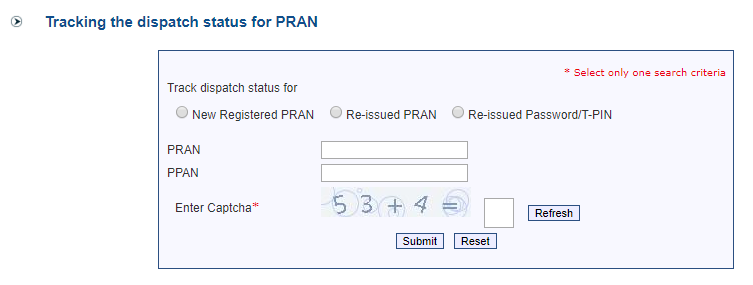 Tracking the dispatch status for PRAN
* Select only one search criteria
Track dispatch status for
New Registered PRAN Re-issued PRAN Re-issued Password/T-PIN
PRAN
PPAN
Enter Captcha* 53+4= Refresh
Submit Reset